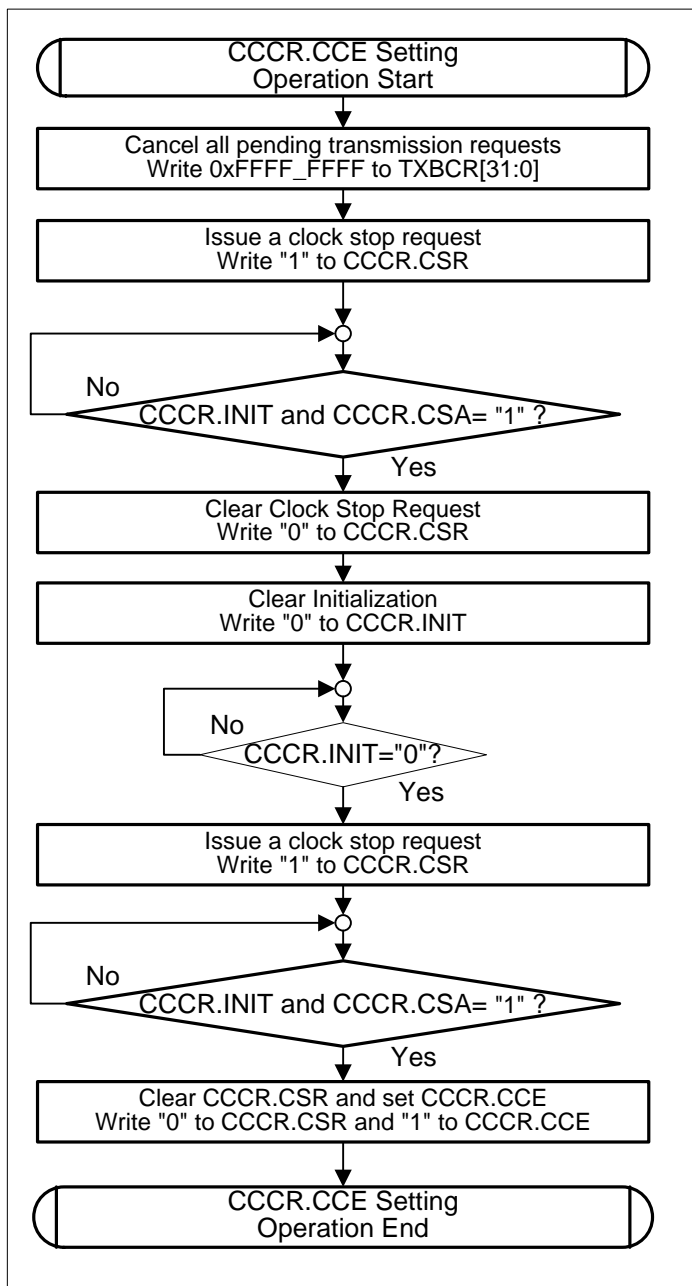 CCCR.CCE Setting
Operation Start
Cancel all pending transmission requests
Write 0xFFFF_FFFF to TXBCR[31:0]
Issue a clock stop request
Write "1" to CCCR.CSR
No
CCCR.INIT and CCCR.CSA= "1" ?
Yes
Clear Clock Stop Request
Write "0" to CCCR.CSR
Clear Initialization
Write "0" to CCCR.INIT
No
CCCR.INIT="0"?
Yes
Issue a clock stop request
Write "1" to CCCR.CSR
No
CCCR.INIT and CCCR.CSA= "1" ?
Yes
Clear CCCR.CSR and set CCCR.CCE
Write "0" to CCCR.CSR and "1" to CCCR.CCE
CCCR.CCE Setting
Operation End